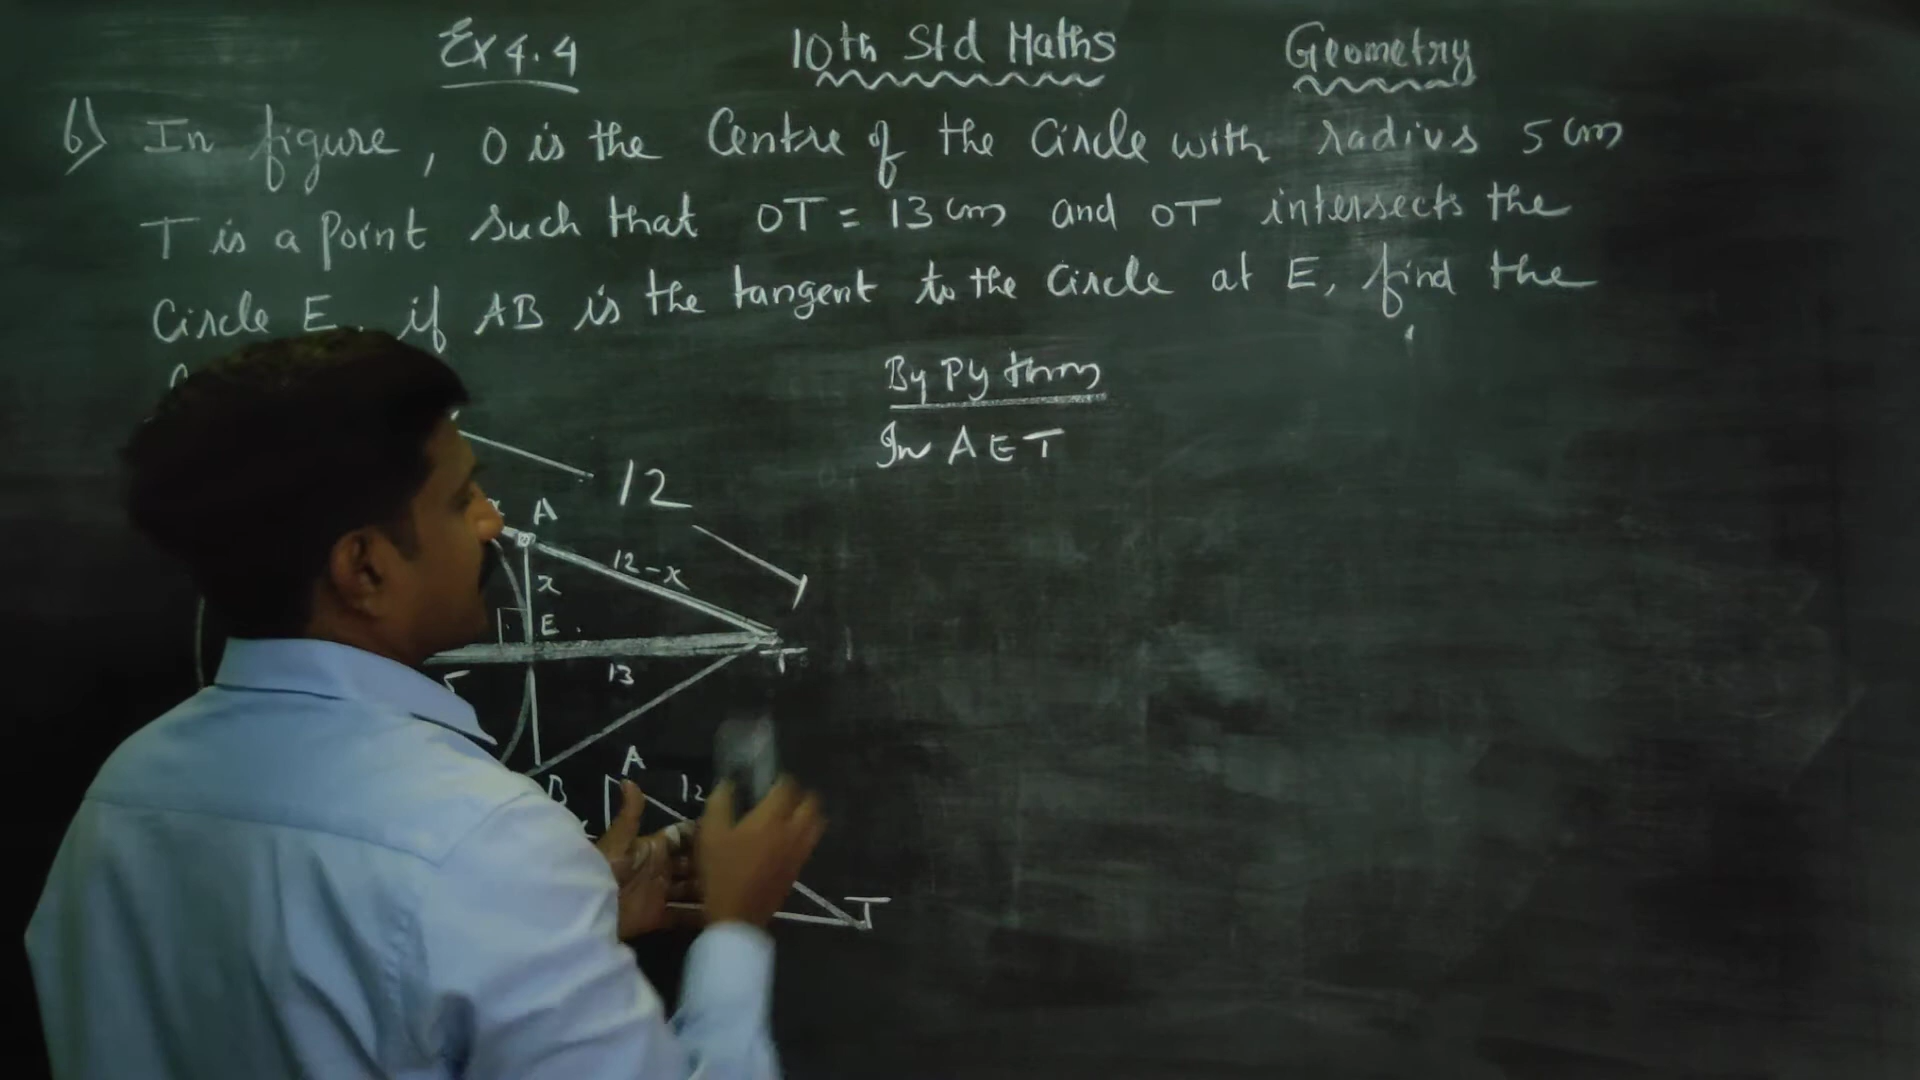 Ex 4.4 10th Std Maths Geometry
6) In figure, O is the Centre of the Circle with radius 5 cm
T is a point such that OT = 13 cm and OT intersects the
Circle E. if AB is the tangent to the Circle at E, find the
By Pythm
In AET
12
x A
12-x
x
E
T
5 13
A
B 12
T